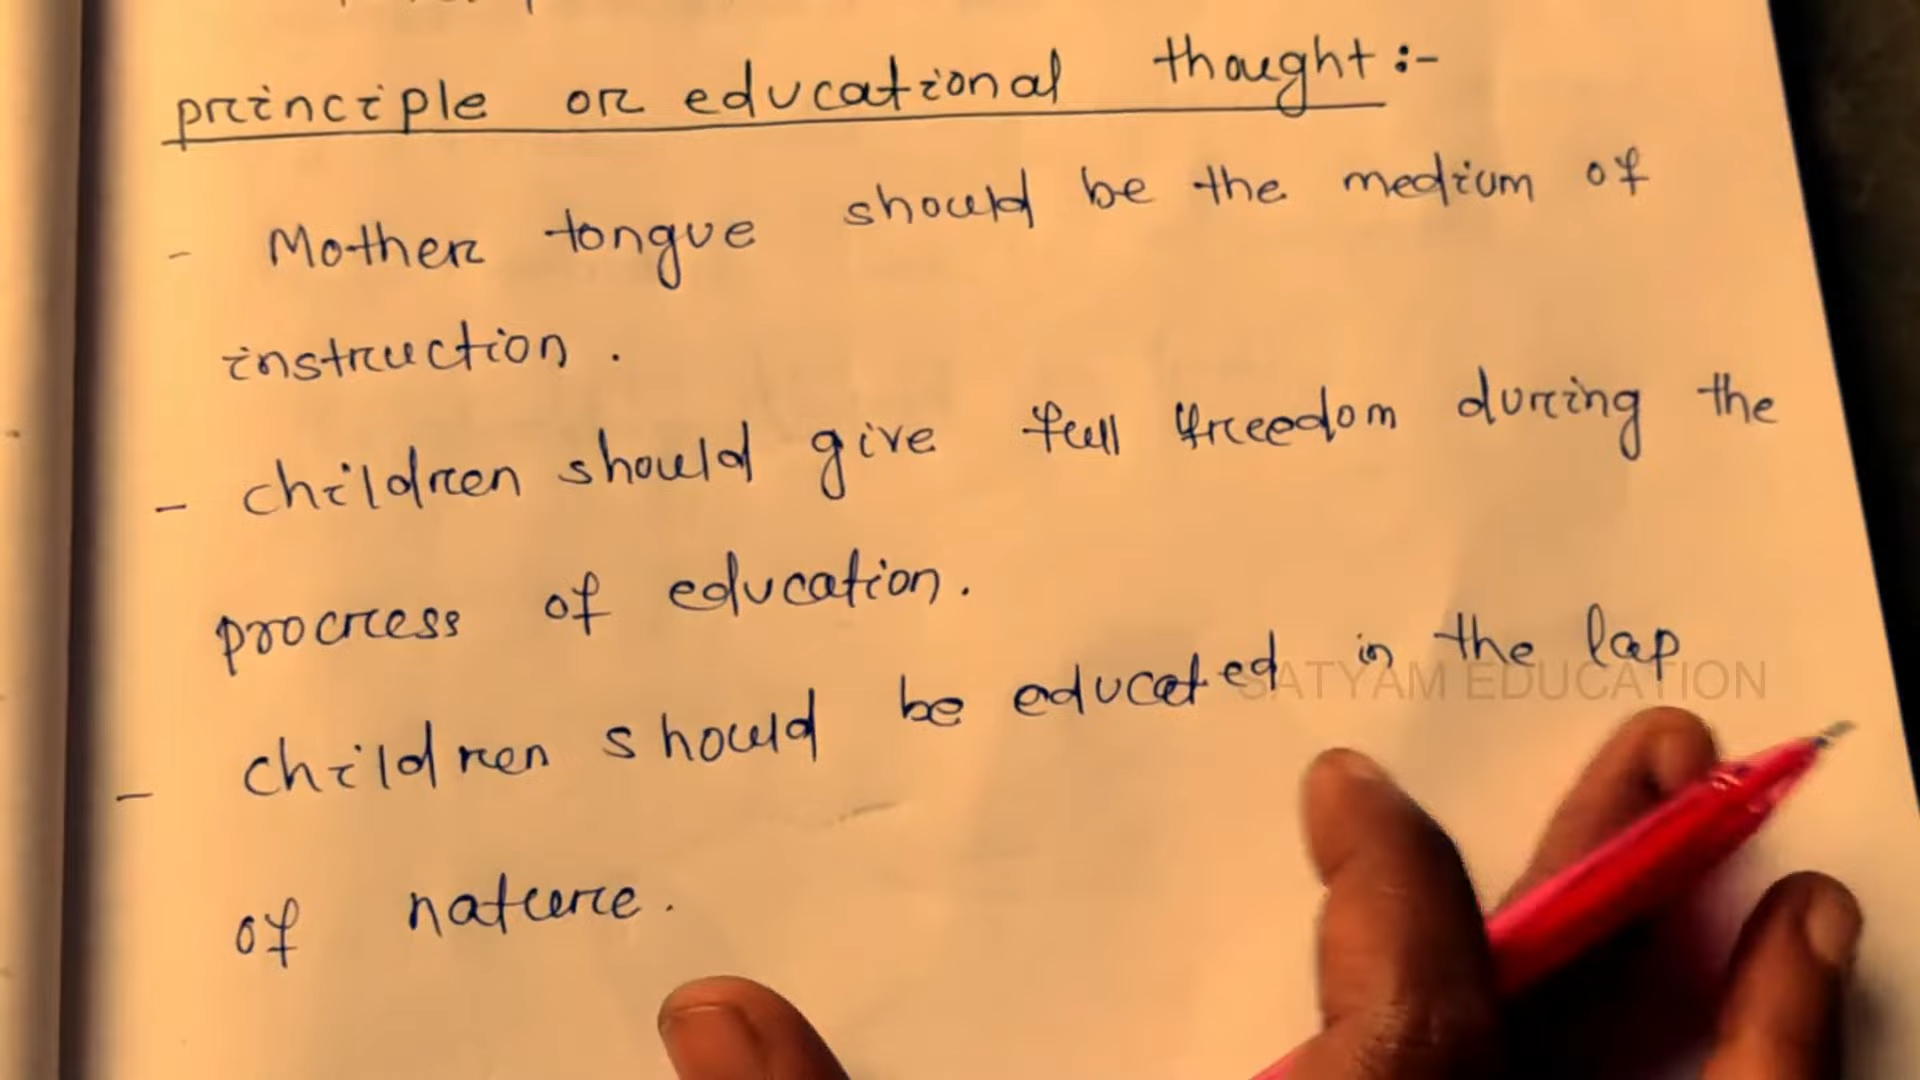 principle or educational thought :-
- Mother tongue should be the medium of
instruction .
- children should give full freedom during the
procress of education .
SATYAM EDUCATION
- children should be educated in the lap
of nature .